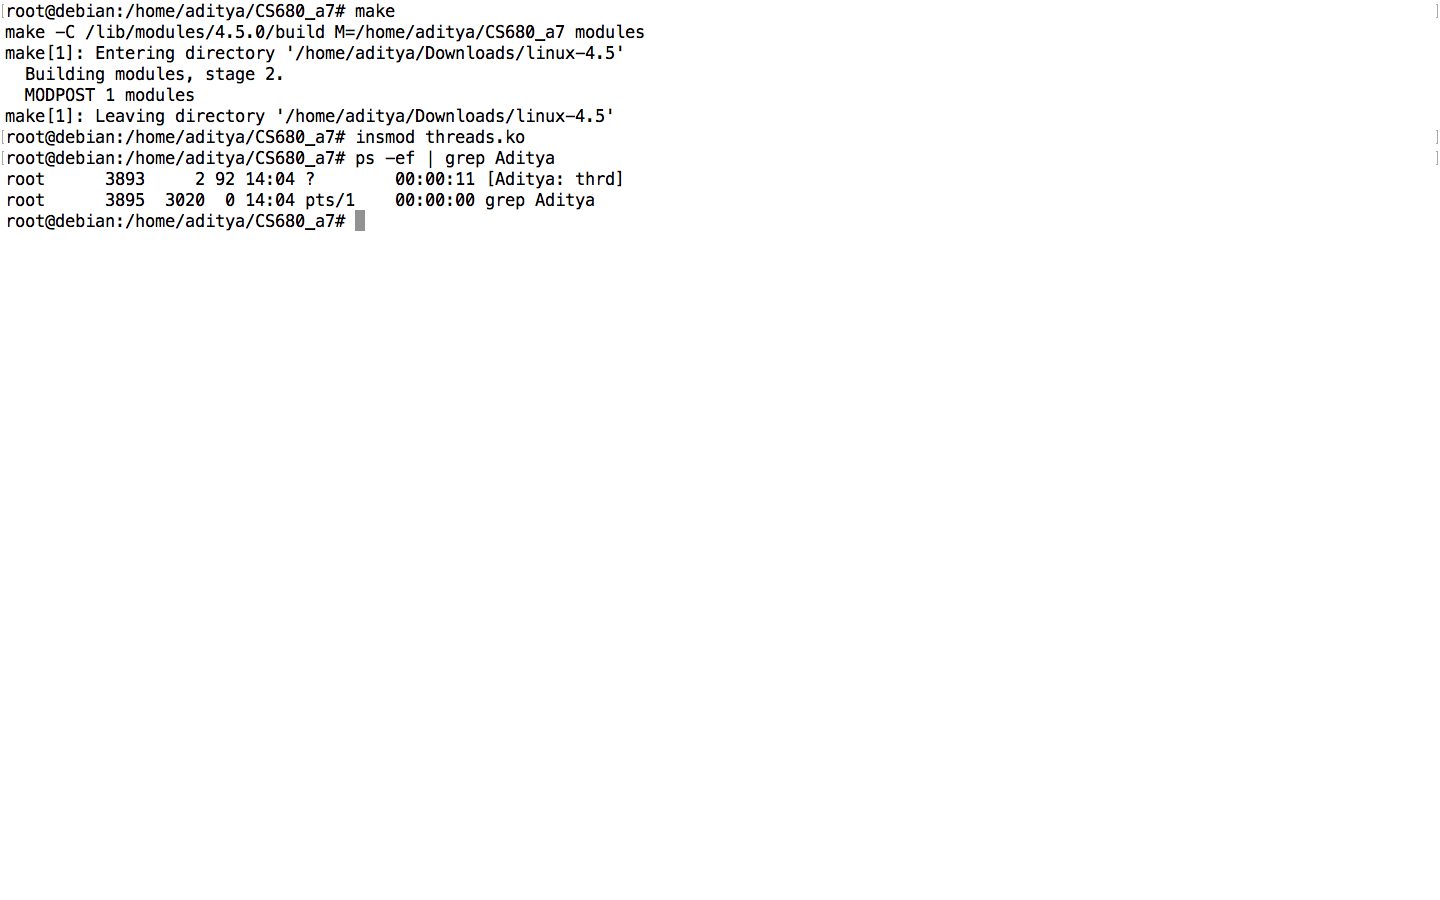 [root@debian:/home/aditya/CS680_a7# make ]
make -C /lib/modules/4.5.0/build M=/home/aditya/CS680_a7 modules
make[1]: Entering directory '/home/aditya/Downloads/linux-4.5'
  Building modules, stage 2.
  MODPOST 1 modules
make[1]: Leaving directory '/home/aditya/Downloads/linux-4.5'
[root@debian:/home/aditya/CS680_a7# insmod threads.ko ]
[root@debian:/home/aditya/CS680_a7# ps -ef | grep Aditya ]
root      3893     2 92 14:04 ?        00:00:11 [Aditya: thrd]
root      3895  3020  0 14:04 pts/1    00:00:00 grep Aditya
root@debian:/home/aditya/CS680_a7#